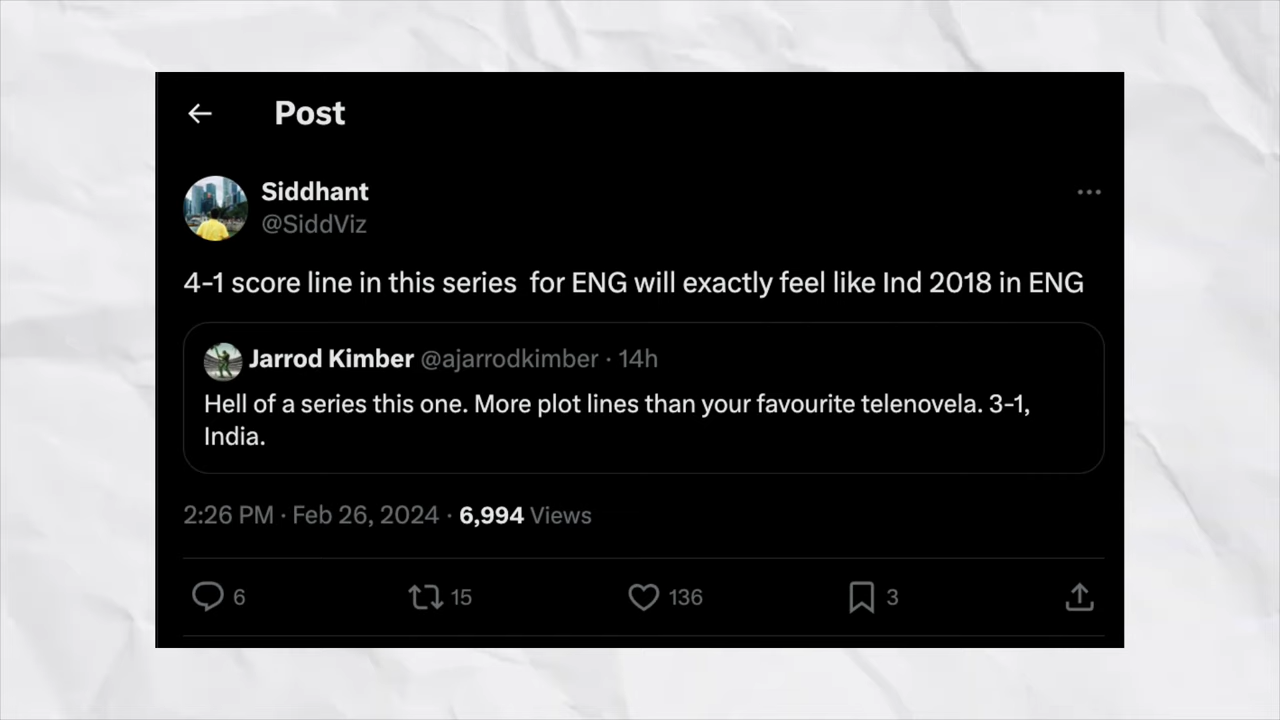 Post
Siddhant
@SiddViz
4-1 score line in this series  for ENG will exactly feel like Ind 2018 in ENG
Jarrod Kimber @ajarrodkimber · 14h
Hell of a series this one. More plot lines than your favourite telenovela. 3-1,
India.
2:26 PM · Feb 26, 2024 · 6,994 Views
6 15 136 3